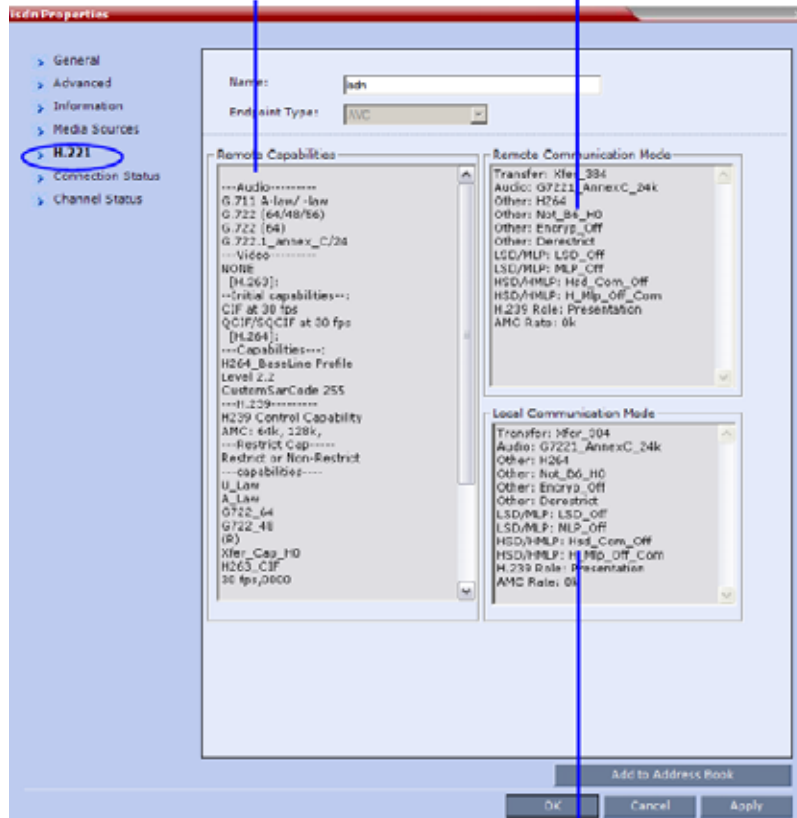 isdn Properties
General
Advanced
Information
Media Sources
H.221
Connection Status
Channel Status
Name:
isdn
Endpoint Type:
AVC
Remote Capabilities
---Audio---------
G.711 A-law/ -law
G.722 (64/48/56)
G.722 (64)
G.722.1_annex_C/24
---Video---------
NONE
[H.263]:
--Initial capabilities--:
CIF at 30 fps
QCIF/SQCIF at 30 fps
[H.264]:
---Capabilities---:
H264_BaseLine Profile
Level 2.2
CustomSarCode 255
---H.239---------
H239 Control Capability
AMC: 64k, 128k,
---Restrict Cap-----
Restrict or Non-Restrict
---capabilities----
U_Law
A_Law
G722_64
G722_48
(R)
Xfer_Cap_H0
H263_CIF
30 fps,0000
Remote Communication Mode
Transfer: Xfer_384
Audio: G7221_AnnexC_24k
Other: H264
Other: Not_B6_H0
Other: Encryp_Off
Other: Derestrict
LSD/MLP: LSD_Off
LSD/MLP: MLP_Off
HSD/HMLP: Hsd_Com_Off
HSD/HMLP: H_Mlp_Off_Com
H.239 Role: Presentation
AMC Rate: 0k
Local Communication Mode
Transfer: Xfer_384
Audio: G7221_AnnexC_24k
Other: H264
Other: Not_B6_H0
Other: Encryp_Off
Other: Derestrict
LSD/MLP: LSD_Off
LSD/MLP: MLP_Off
HSD/HMLP: Hsd_Com_Off
HSD/HMLP: H_Mlp_Off_Com
H.239 Role: Presentation
AMC Rate: 0k
Add to Address Book
OK
Cancel
Apply